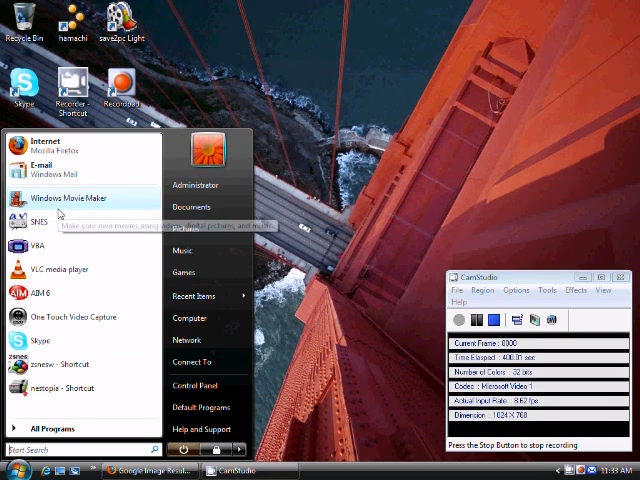 Recycle Bin
hamachi
save2pc Light
Skype
Recorder - Shortcut
Recordpad
Internet
Mozilla Firefox
E-mail
Windows Mail
Windows Movie Maker
SNES
Make your own movies using videos, digital pictures, and music.
VBA
VLC media player
AIM 6
One Touch Video Capture
Skype
zsnesw - Shortcut
nestopia - Shortcut
All Programs
Start Search
Administrator
Documents
Music
Games
Recent Items
Computer
Network
Connect To
Control Panel
Default Programs
Help and Support
CamStudio
File Region Options Tools Effects View
Help
Current Frame : 8000
Time Elasped : 400.01 sec
Number of Colors : 32 bits
Codec : Microsoft Video 1
Actual Input Rate : 8.62 fps
Dimension : 1024 X 768
Press the Stop Button to stop recording
Google Image Resul...
CamStudio
11:33 AM